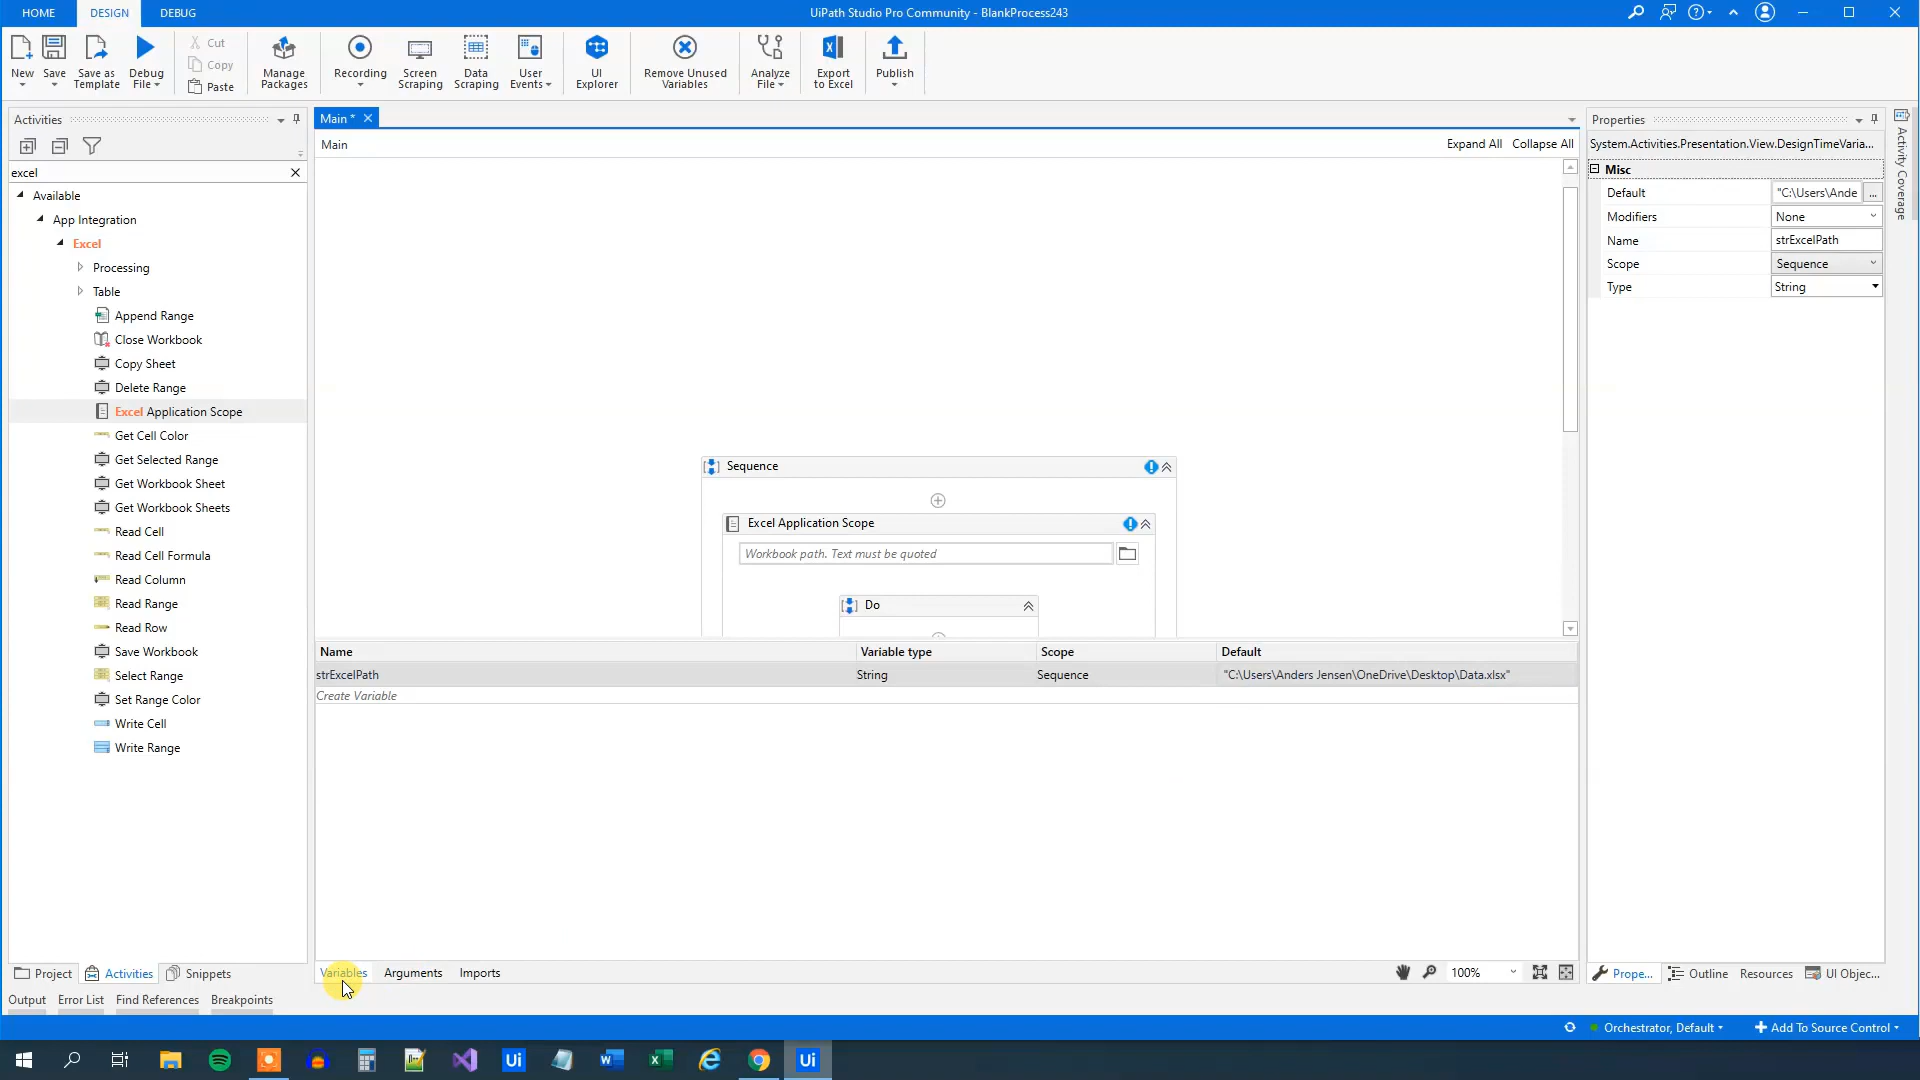 HOME DESIGN DEBUG
UiPath Studio Pro Community - BlankProcess243
New Save Save as Template Debug File
Cut
Copy
Paste
Manage Packages
Recording
Screen Scraping
Data Scraping
User Events
UI Explorer
Remove Unused Variables
Analyze File
Export to Excel
Publish
Activities
excel
Available
App Integration
Excel
Processing
Table
Append Range
Close Workbook
Copy Sheet
Delete Range
Excel Application Scope
Get Cell Color
Get Selected Range
Get Workbook Sheet
Get Workbook Sheets
Read Cell
Read Cell Formula
Read Column
Read Range
Read Row
Save Workbook
Select Range
Set Range Color
Write Cell
Write Range
Project Activities Snippets
Output Error List Find References Breakpoints
Main *
Main
Expand All Collapse All
Sequence
Excel Application Scope
Workbook path. Text must be quoted
Do
Name Variable type Scope Default
strExcelPath String Sequence "C:\Users\Anders Jensen\OneDrive\Desktop\Data.xlsx"
Create Variable
Variables Arguments Imports
100%
Properties
System.Activities.Presentation.View.DesignTimeVaria...
Misc
Default "C:\Users\Ande ...
Modifiers None
Name strExcelPath
Scope Sequence
Type String
Activity Coverage
Prope... Outline Resources UI Objec...
Orchestrator, Default Add To Source Control
Ui
Ui